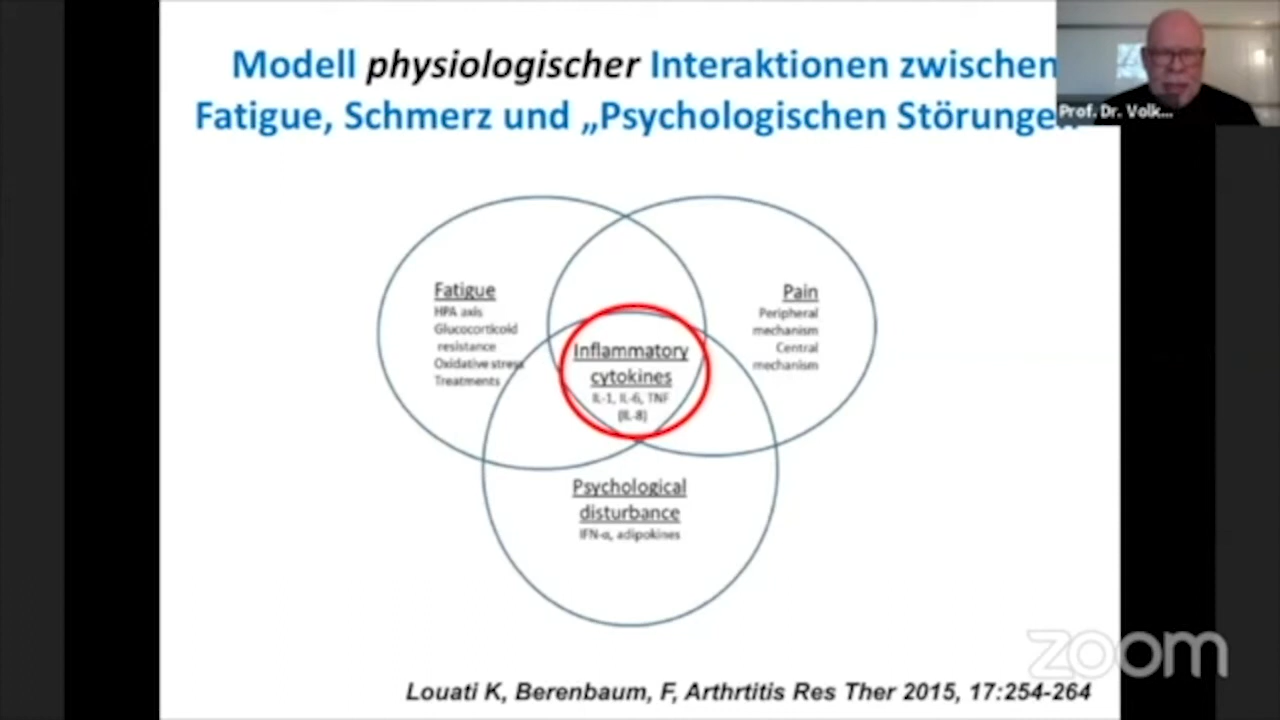 Modell physiologischer Interaktionen zwischen
Fatigue, Schmerz und „Psychologischen Störungen"
Prof. Dr. Volk...
Fatigue
HPA axis
Glucocorticoid
resistance
Oxidative stress
Treatments
Pain
Peripheral
mechanism
Central
mechanism
Inflammatory
cytokines
IL-1, IL-6, TNF
(IL-8)
Psychological
disturbance
IFN-α, adipokines
zoom
Louati K, Berenbaum, F, Arthrtitis Res Ther 2015, 17:254-264